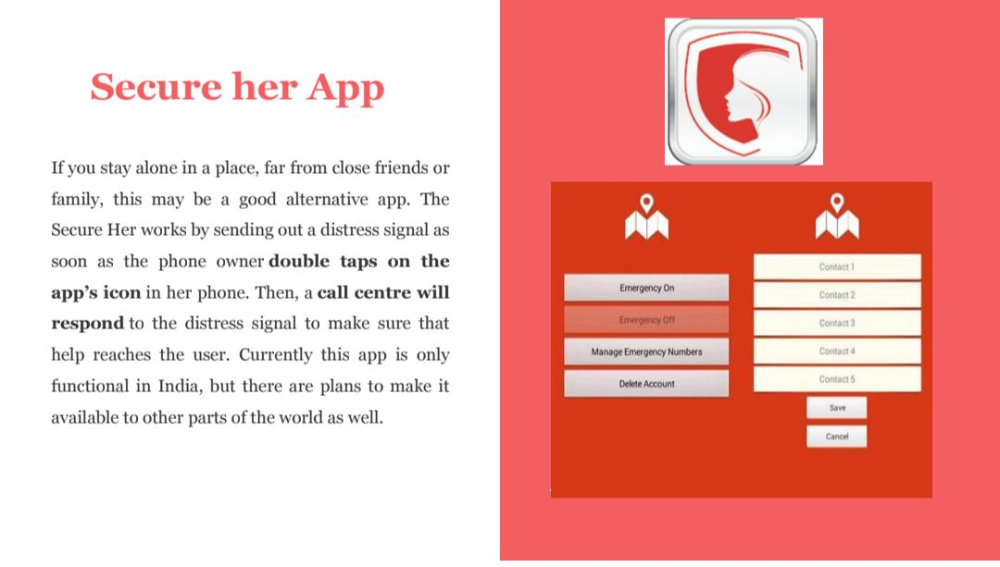 Secure her App
If you stay alone in a place, far from close friends or
family, this may be a good alternative app. The
Secure Her works by sending out a distress signal as
soon as the phone owner double taps on the
app's icon in her phone. Then, a call centre will
respond to the distress signal to make sure that
help reaches the user. Currently this app is only
functional in India, but there are plans to make it
available to other parts of the world as well.
Emergency On
Emergency Off
Manage Emergency Numbers
Delete Account
Contact 1
Contact 2
Contact 3
Contact 4
Contact 5
Save
Cancel